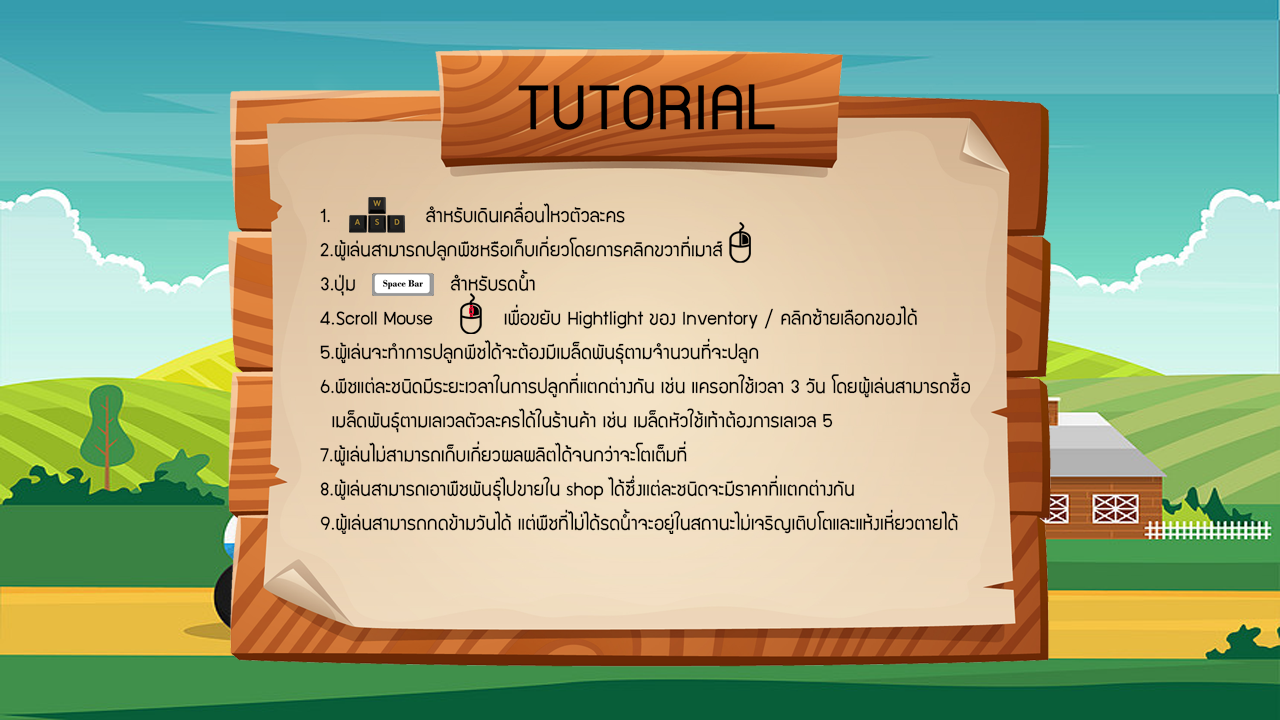 TUTORIAL
1. W A S D สำหรับเดินเคลื่อนไหวตัวละคร
2.ผู้เล่นสามารถปลูกพืชหรือเก็บเกี่ยวโดยการคลิกขวาที่เมาส์
3.ปุ่ม Space Bar สำหรับรดน้ำ
4.Scroll Mouse เพื่อขยับ Hightlight ของ Inventory / คลิกซ้ายเลือกของได้
5.ผู้เล่นจะทำการปลูกพืชได้จะต้องมีเมล็ดพันธุ์ตามจำนวนที่จะปลูก
6.พืชแต่ละชนิดมีระยะเวลาในการปลูกที่แตกต่างกัน เช่น แครอทใช้เวลา 3 วัน โดยผู้เล่นสามารถซื้อ
เมล็ดพันธุ์ตามเลเวลตัวละครได้ในร้านค้า เช่น เมล็ดหัวไช้เท้าต้องการเลเวล 5
7.ผู้เล่นไม่สามารถเก็บเกี่ยวผลผลิตได้จนกว่าจะโตเต็มที่
8.ผู้เล่นสามารถเอาพืชพันธุ์ไปขายใน shop ได้ซึ่งแต่ละชนิดจะมีราคาที่แตกต่างกัน
9.ผู้เล่นสามารถกดข้ามวันได้ แต่พืชที่ไม่ได้รดน้ำจะอยู่ในสถานะไม่เจริญเติบโตและแห้งเหี่ยวตายได้